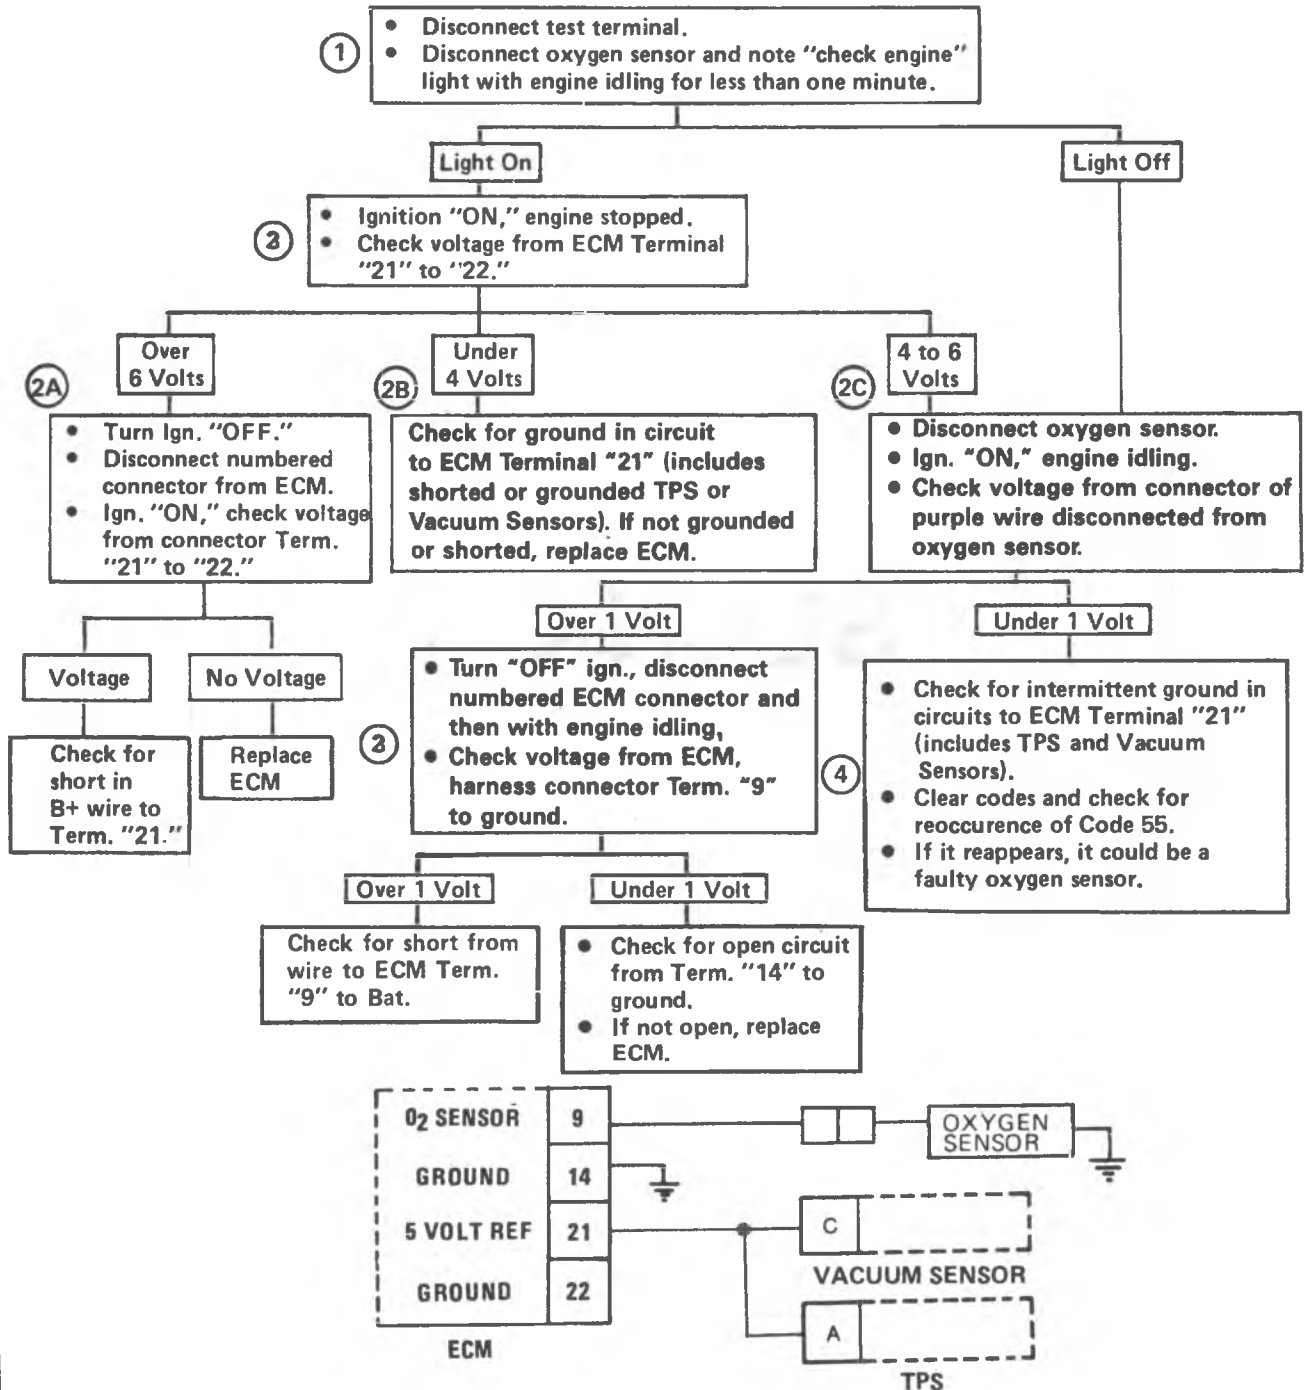 1
● Disconnect test terminal.
● Disconnect oxygen sensor and note "check engine"
light with engine idling for less than one minute.
Light On
Light Off
2
● Ignition "ON," engine stopped.
● Check voltage from ECM Terminal
"21" to "22."
Over
6 Volts
Under
4 Volts
4 to 6
Volts
2A
● Turn Ign. "OFF."
● Disconnect numbered
connector from ECM.
● Ign. "ON," check voltage
from connector Term.
"21" to "22."
2B
Check for ground in circuit
to ECM Terminal "21" (includes
shorted or grounded TPS or
Vacuum Sensors). If not grounded
or shorted, replace ECM.
2C
● Disconnect oxygen sensor.
● Ign. "ON," engine idling.
● Check voltage from connector of
purple wire disconnected from
oxygen sensor.
Voltage
No Voltage
Over 1 Volt
Under 1 Volt
Check for
short in
B+ wire to
Term. "21."
Replace
ECM
3
● Turn "OFF" ign., disconnect
numbered ECM connector and
then with engine idling,
● Check voltage from ECM,
harness connector Term. "9"
to ground.
4
● Check for intermittent ground in
circuits to ECM Terminal "21"
(includes TPS and Vacuum
Sensors).
● Clear codes and check for
reoccurence of Code 55.
● If it reappears, it could be a
faulty oxygen sensor.
Over 1 Volt
Under 1 Volt
Check for short from
wire to ECM Term.
"9" to Bat.
● Check for open circuit
from Term. "14" to
ground.
● If not open, replace
ECM.
O2 SENSOR 9
GROUND 14
5 VOLT REF 21
GROUND 22
ECM
OXYGEN
SENSOR
C
VACUUM SENSOR
A
TPS